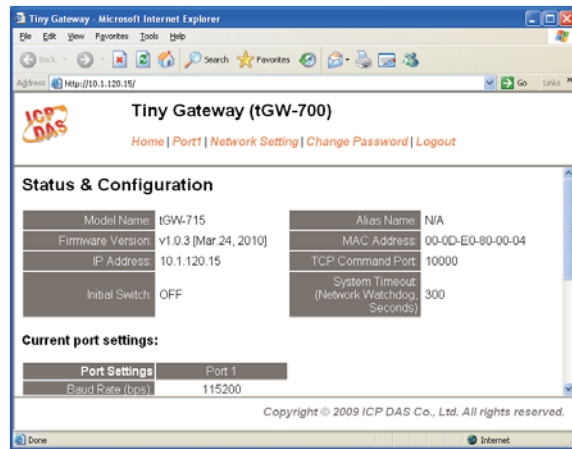 Tiny Gateway - Microsoft Internet Explorer
File Edit View Favorites Tools Help
Back Search Favorites
Address http://10.1.120.15/ Go Links »
ICP DAS
Tiny Gateway (tGW-700)
Home | Port1 | Network Setting | Change Password | Logout
Status & Configuration
Model Name: tGW-715 Alias Name: N/A
Firmware Version: v1.0.3 [Mar.24, 2010] MAC Address: 00-0D-E0-80-00-04
IP Address: 10.1.120.15 TCP Command Port: 10000
Initial Switch: OFF System Timeout
(Network Watchdog, 300
Seconds)
Current port settings:
Port Settings Port 1
Baud Rate (bps): 115200
Copyright © 2009 ICP DAS Co., Ltd. All rights reserved.
Done Internet